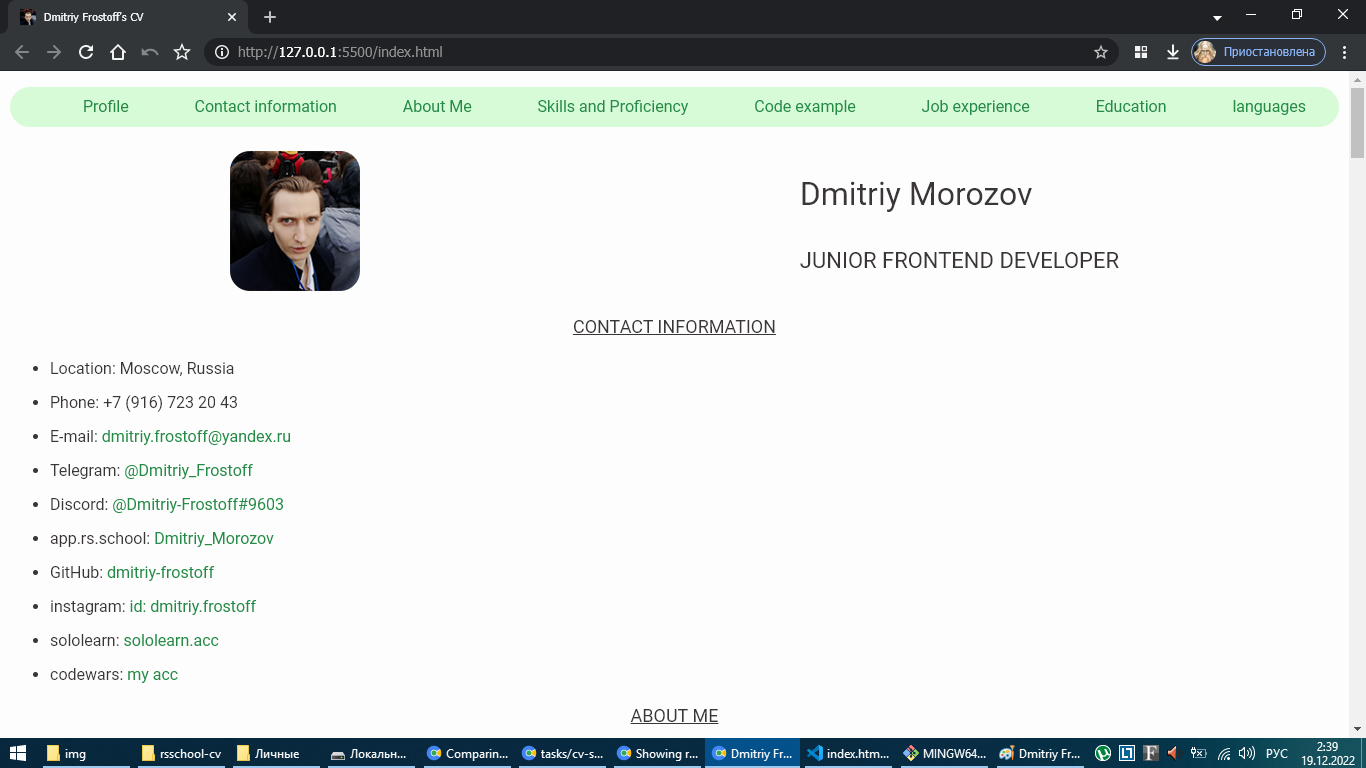 Dmitriy Frostoff's CV
http://127.0.0.1:5500/index.html
Приостановлена
Profile Contact information About Me Skills and Proficiency Code example Job experience Education languages
Dmitriy Morozov
JUNIOR FRONTEND DEVELOPER
CONTACT INFORMATION
Location: Moscow, Russia
Phone: +7 (916) 723 20 43
E-mail: dmitriy.frostoff@yandex.ru
Telegram: @Dmitriy_Frostoff
Discord: @Dmitriy-Frostoff#9603
app.rs.school: Dmitriy_Morozov
GitHub: dmitriy-frostoff
instagram: id: dmitriy.frostoff
sololearn: sololearn.acc
codewars: my acc
ABOUT ME
img rsschool-cv Личные Локальн... Comparin... tasks/cv-s... Showing r... Dmitriy Fr... index.htm... MINGW64... Dmitriy Fr... РУС 2:39
19.12.2022